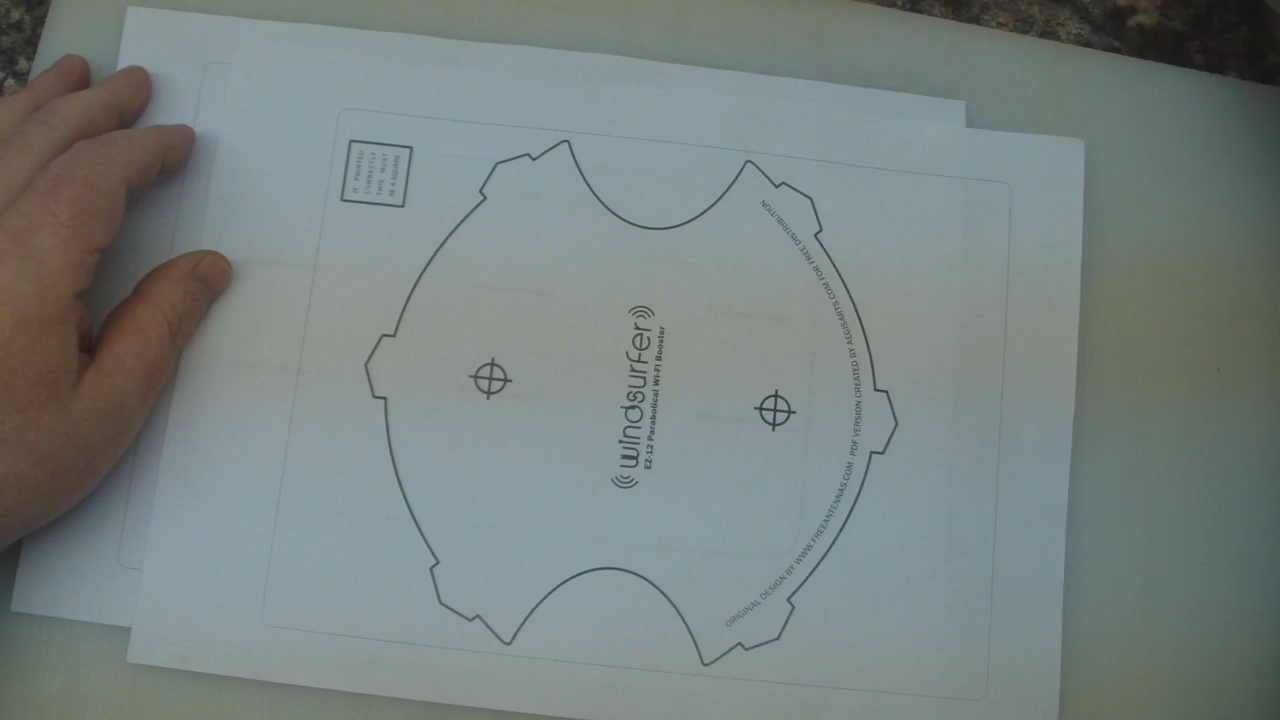 IF PRINTED
CORRECTLY
THIS MUST
BE A SQUARE
windsurfer
EZ-12 Parabolical Wi-Fi Booster
ORIGINAL DESIGN BY WWW.FREEANTENNAS.COM - PDF VERSION CREATED BY AEGISARTS.COM FOR FREE DISTRIBUTION